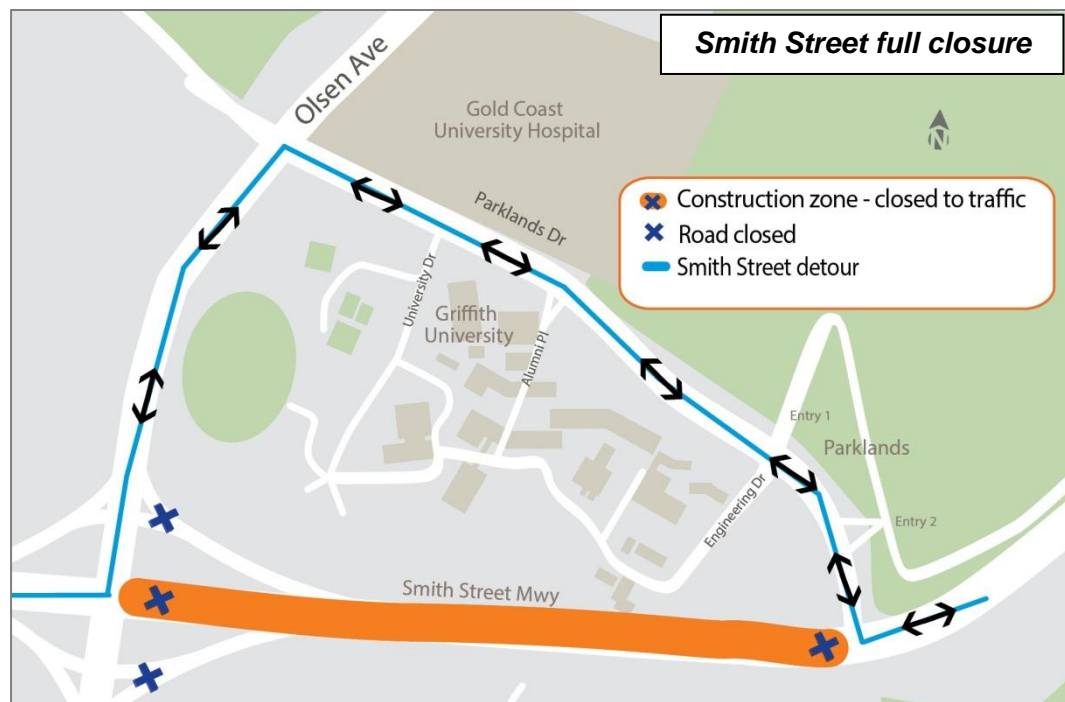 Smith Street full closure
Olsen Ave
Gold Coast
University Hospital
N
Construction zone - closed to traffic
Road closed
Smith Street detour
Parklands Dr
University Dr
Griffith
University
Alumni Pl
Entry 1
Parklands
Engineering Dr
Entry 2
Smith Street Mwy